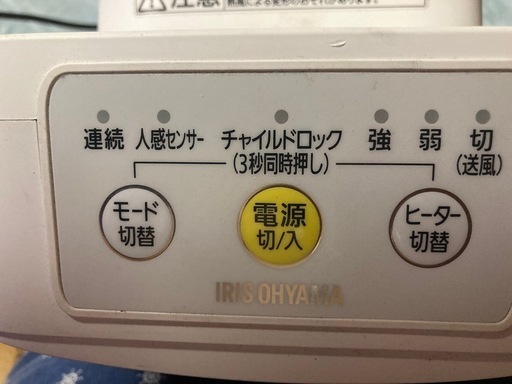 注意
連続 人感センサー チャイルドロック 強 弱 切
(3秒同時押し) (送風)
モード 電源 ヒーター
切替 切/入 切替
IRIS OHYAMA